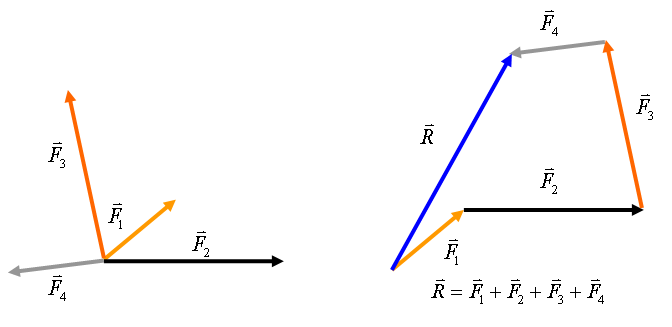 F⃗₃
F⃗₁
F⃗₂
F⃗₄
F⃗₄
F⃗₃
R⃗
F⃗₂
F⃗₁
R⃗ = F⃗₁ + F⃗₂ + F⃗₃ + F⃗₄